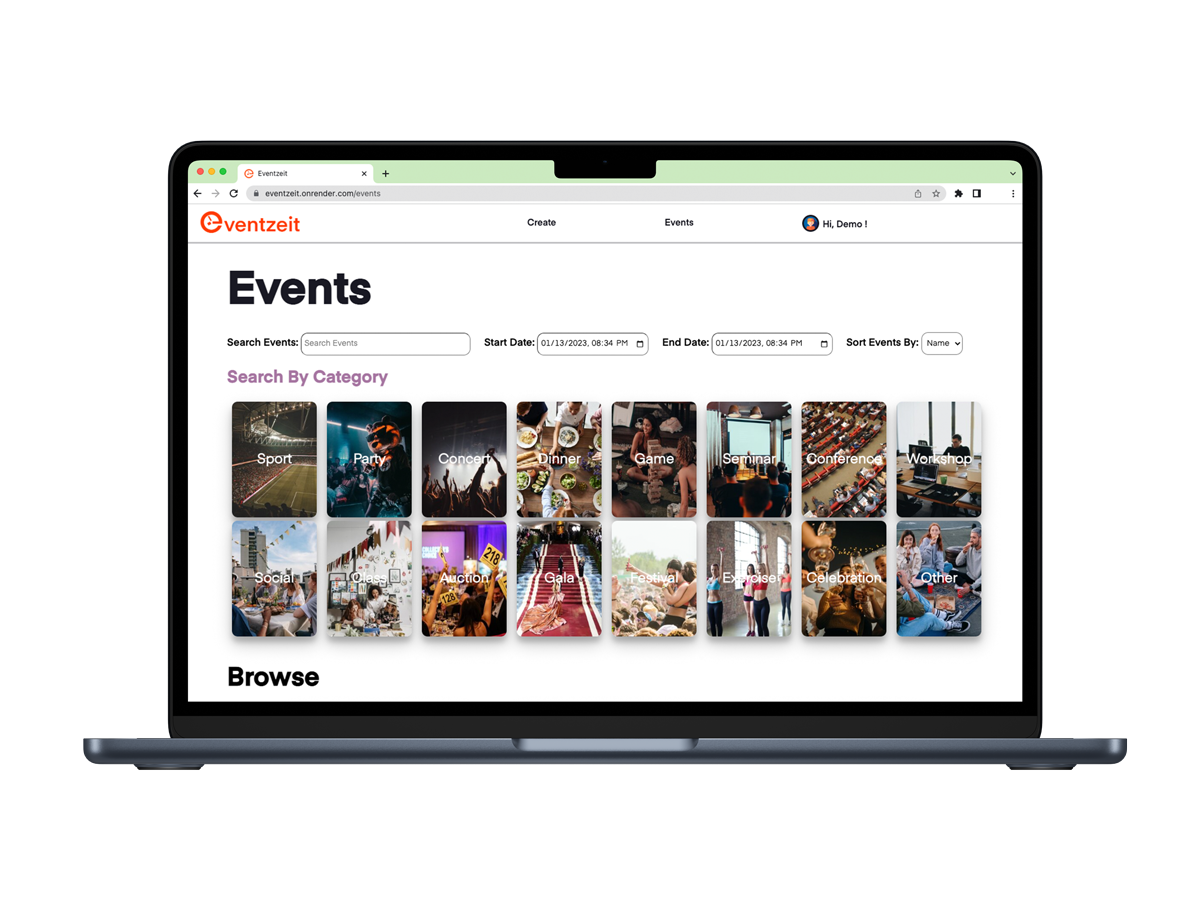 Eventzeit
eventzeit.onrender.com/events
eventzeit
Create
Events
Hi, Demo !
Events
Search Events: Search Events Start Date: 01/13/2023, 08:34 PM End Date: 01/13/2023, 08:34 PM Sort Events By: Name
Search By Category
Sport Party Concert Dinner Game Seminar Conference Workshop
218
128
Social Class Auction Gala Festival Exercise Celebration Other
Browse